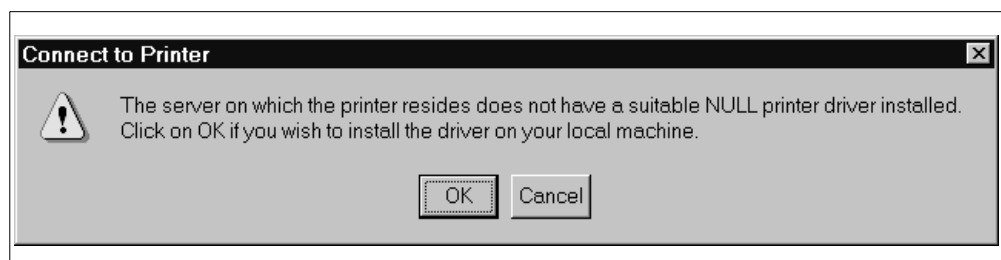 Connect to Printer
The server on which the printer resides does not have a suitable NULL printer driver installed.
Click on OK if you wish to install the driver on your local machine.
OK
Cancel